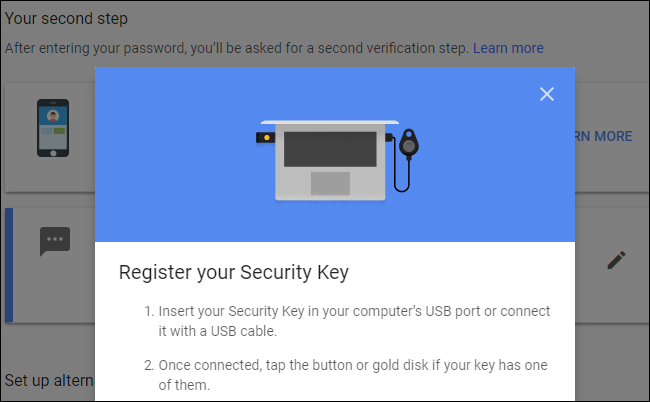 Your second step
After entering your password, you'll be asked for a second verification step. Learn more
RN MORE
Register your Security Key
1. Insert your Security Key in your computer's USB port or connect
it with a USB cable.
2. Once connected, tap the button or gold disk if your key has one
of them.
Set up altern